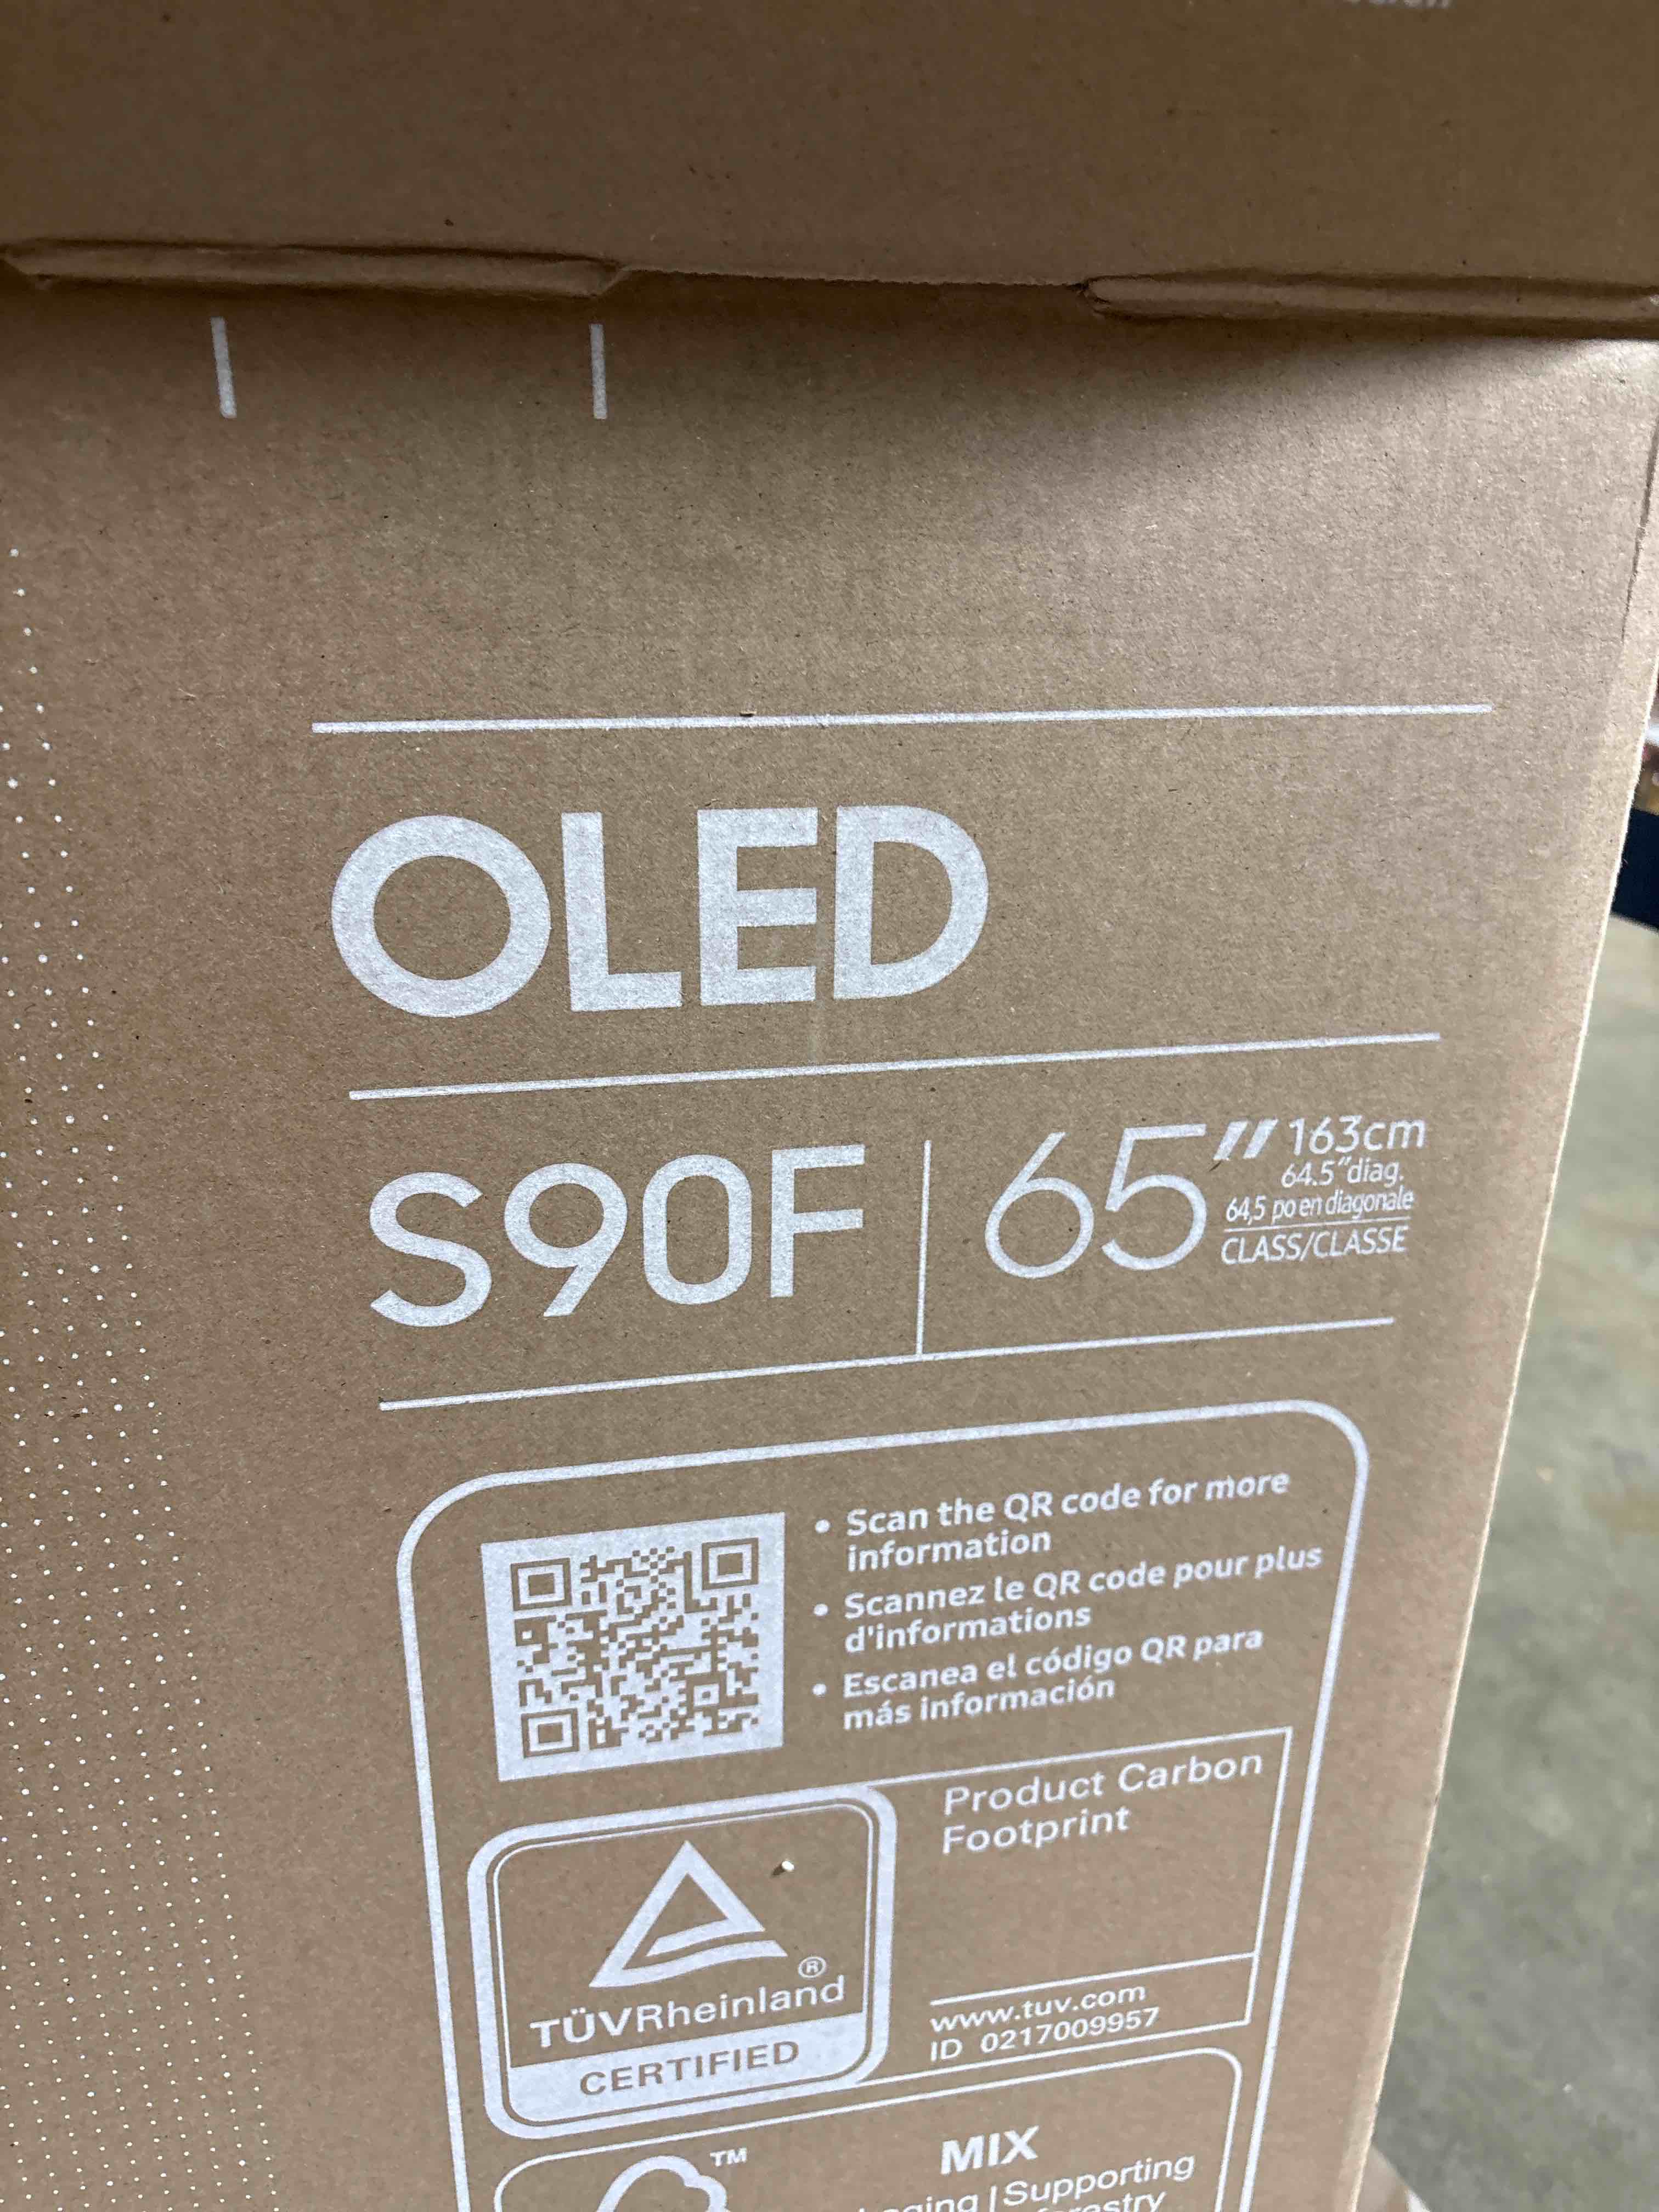 OLED
S90F
65"
163cm
64.5"diag.
64,5 po en diagonale
CLASS/CLASSE
• Scan the QR code for more
information
• Scannez le QR code pour plus
d'informations
• Escanea el código QR para
más información
Product Carbon
Footprint
®
TÜVRheinland
CERTIFIED
www.tuv.com
ID 0217009957
TM
MIX
| Supporting